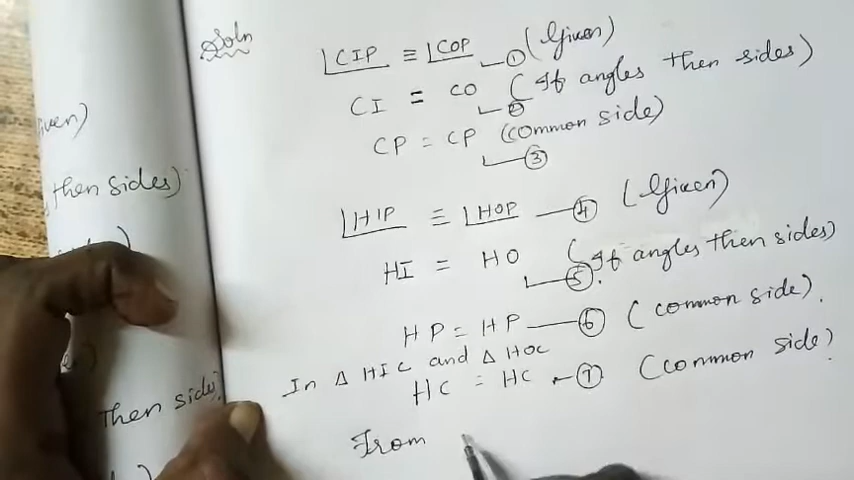 Soln
∠CIP ≡ ∠COP — ① (Given)
CI = CO — ② (If angles then sides)
CP = CP (common side)
— ③
∠HIP ≡ ∠HOP — ④ (Given)
HI = HO — ⑤ (If angles then sides)
HP = HP — ⑥ (common side).
In Δ HIC and Δ HOC
HC = HC — ⑦ (common side).
From
then sides)
then side